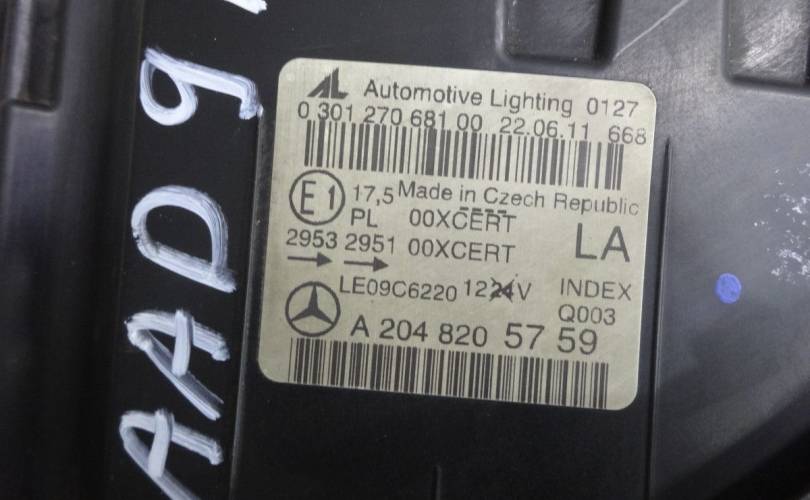 AL Automotive Lighting 0127
0 301 270 681 00 22.06.11 668
E1 17,5 Made in Czech Republic
PL 00XCERT
LA
2953 2951 00XCERT
LE09C6220 1224V INDEX
Q003
A 204 820 57 59
AAD9